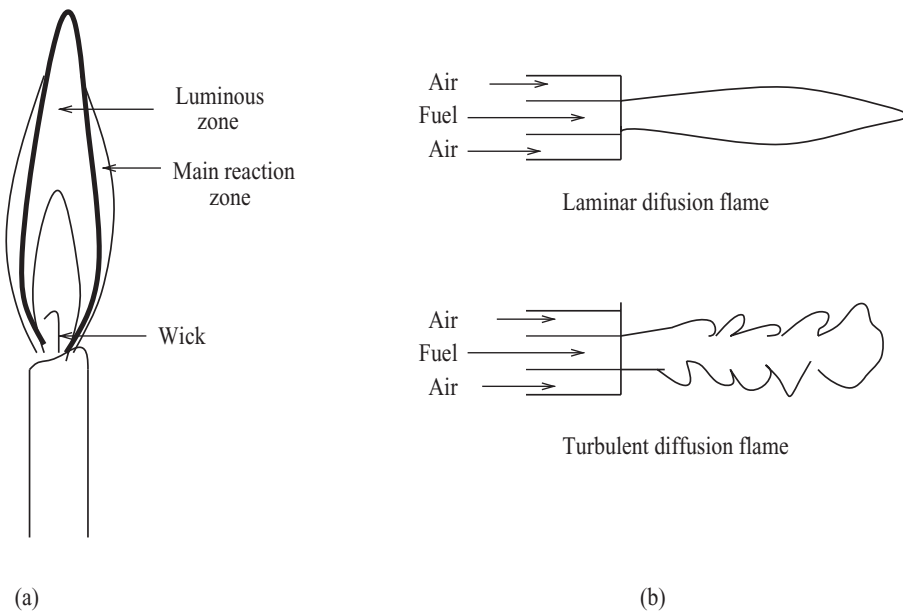 Luminous
zone
Main reaction
zone
Wick
(a)
Air
Fuel
Air
Laminar difusion flame
Air
Fuel
Air
Turbulent diffusion flame
(b)